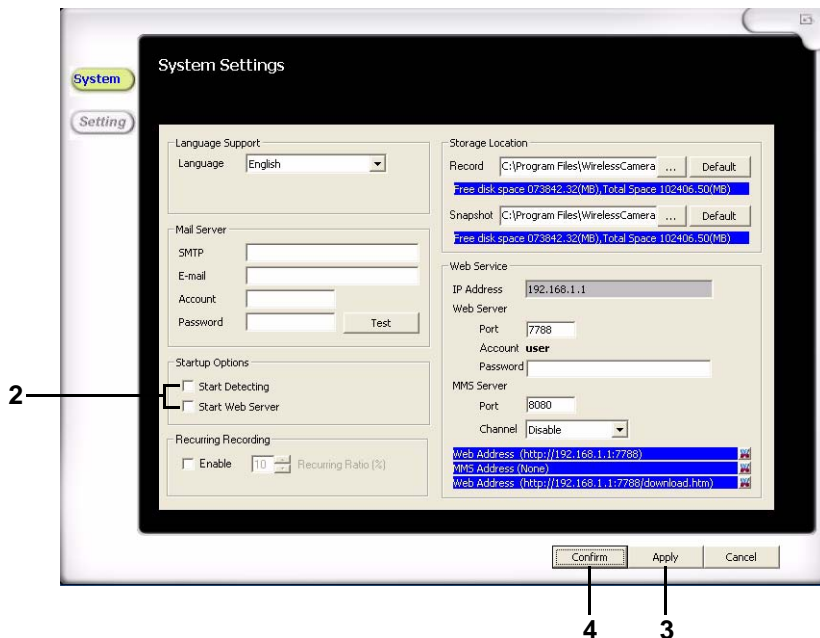 System Settings
System
Setting
Language Support
Language English
Mail Server
SMTP
E-mail
Account
Password Test
Startup Options
Start Detecting
Start Web Server
2
Recurring Recording
Enable 10 Recurring Ratio (%)
Storage Location
Record C:\Program Files\WirelessCamera ... Default
Free disk space 073842.32(MB),Total Space 102406.50(MB)
Snapshot C:\Program Files\WirelessCamera ... Default
Free disk space 073842.32(MB),Total Space 102406.50(MB)
Web Service
IP Address 192.168.1.1
Web Server
Port 7788
Account user
Password
MMS Server
Port 8080
Channel Disable
Web Address (http://192.168.1.1:7788)
MMS Address (None)
Web Address (http://192.168.1.1:7788/download.htm)
Confirm Apply Cancel
4 3